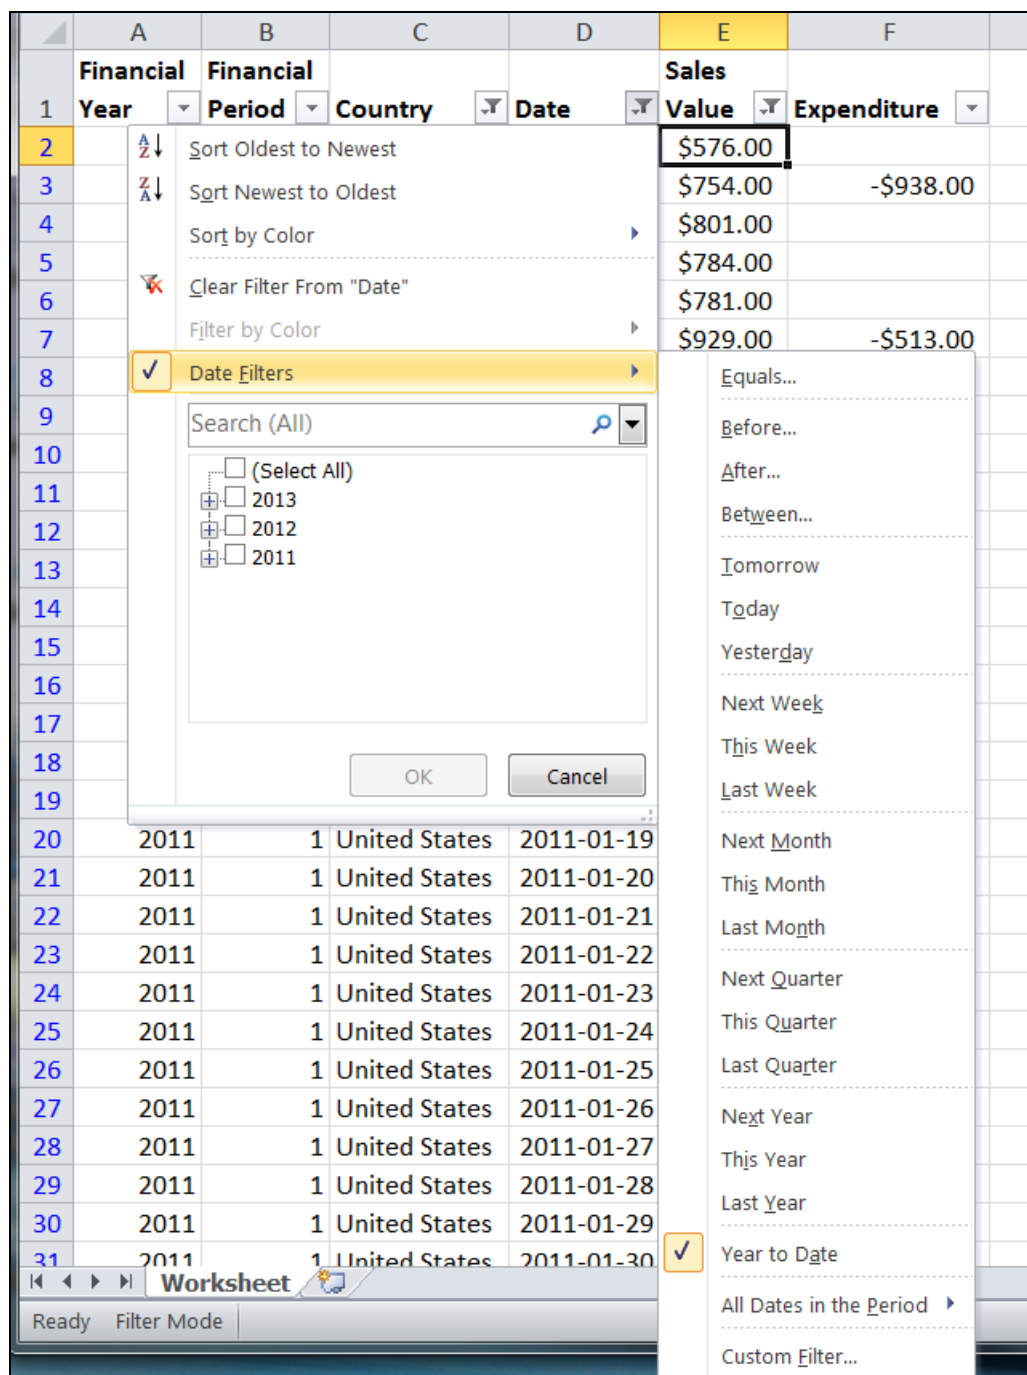 A B C D E F
Financial Financial Sales
1 Year Period Country Date Value Expenditure
2 Sort Oldest to Newest $576.00
3 Sort Newest to Oldest $754.00 -$938.00
4 Sort by Color $801.00
5 Clear Filter From "Date" $784.00
6 Filter by Color $781.00
7 $929.00 -$513.00
8 Date Filters Equals...
9 Search (All) Before...
10 (Select All) After...
11 2013 Between...
12 2012
13 2011 Tomorrow
14 Today
15 Yesterday
16 Next Week
17 This Week
18 OK Cancel Last Week
19
20 2011 1 United States 2011-01-19 Next Month
21 2011 1 United States 2011-01-20 This Month
22 2011 1 United States 2011-01-21 Last Month
23 2011 1 United States 2011-01-22
24 2011 1 United States 2011-01-23 Next Quarter
25 2011 1 United States 2011-01-24 This Quarter
26 2011 1 United States 2011-01-25 Last Quarter
27 2011 1 United States 2011-01-26 Next Year
28 2011 1 United States 2011-01-27 This Year
29 2011 1 United States 2011-01-28 Last Year
30 2011 1 United States 2011-01-29
31 2011 1 United States 2011-01-30 Year to Date
Worksheet
Ready Filter Mode All Dates in the Period
Custom Filter...